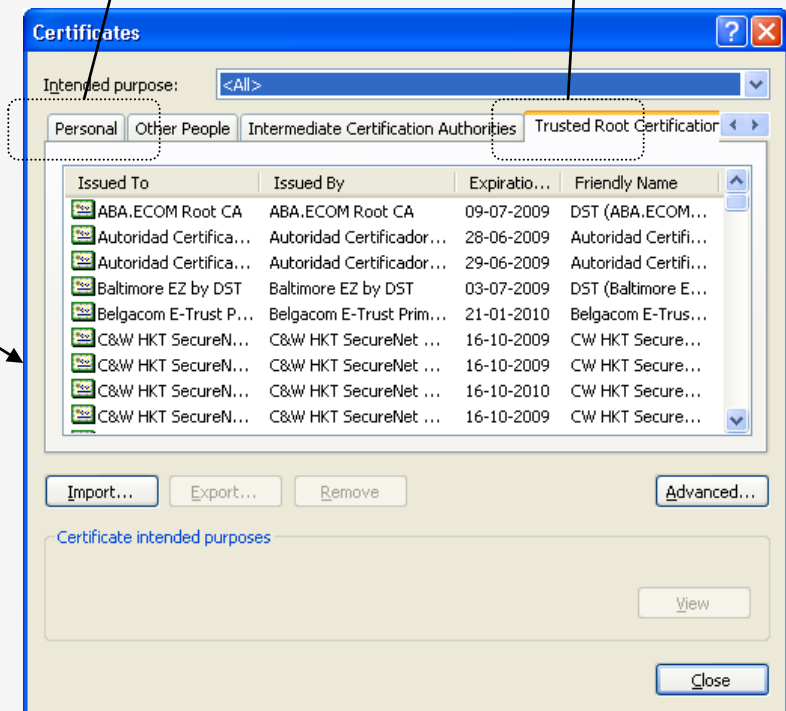 Certificates
Intended purpose: <All>
Personal Other People Intermediate Certification Authorities Trusted Root Certification
Issued To Issued By Expiratio... Friendly Name
ABA.ECOM Root CA ABA.ECOM Root CA 09-07-2009 DST (ABA.ECOM...
Autoridad Certifica... Autoridad Certificador... 28-06-2009 Autoridad Certifi...
Autoridad Certifica... Autoridad Certificador... 29-06-2009 Autoridad Certifi...
Baltimore EZ by DST Baltimore EZ by DST 03-07-2009 DST (Baltimore E...
Belgacom E-Trust P... Belgacom E-Trust Prim... 21-01-2010 Belgacom E-Trus...
C&W HKT SecureN... C&W HKT SecureNet ... 16-10-2009 CW HKT Secure...
C&W HKT SecureN... C&W HKT SecureNet ... 16-10-2009 CW HKT Secure...
C&W HKT SecureN... C&W HKT SecureNet ... 16-10-2010 CW HKT Secure...
C&W HKT SecureN... C&W HKT SecureNet ... 16-10-2009 CW HKT Secure...
Import... Export... Remove Advanced...
Certificate intended purposes
View
Close